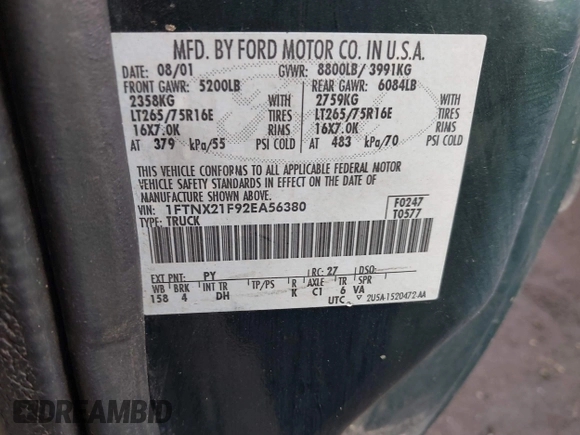 MFD. BY FORD MOTOR CO. IN U.S.A.
DATE: 08/01 GVWR: 8800LB/ 3991KG
FRONT GAWR: 5200LB REAR GAWR: 6084LB
2358KG WITH 2759KG WITH
LT265/75R16E TIRES LT265/75R16E TIRES
16X7.0K RIMS 16X7.0K RIMS
AT 379 kPa/55 PSI COLD AT 483 kPa/70 PSI COLD
THIS VEHICLE CONFORMS TO ALL APPLICABLE FEDERAL MOTOR
VEHICLE SAFETY STANDARDS IN EFFECT ON THE DATE OF
MANUFACTURE SHOWN ABOVE.
VIN: 1FTNX21F92EA56380 F0247
TYPE: TRUCK T0577
EXT PNT: PY RC: 27 DSO:
WB BRK INT TR TP/PS R AXLE TR SPR
158 4 DH K C1 6 VA
UTC 2U5A-1520472-AA
DREAMBID